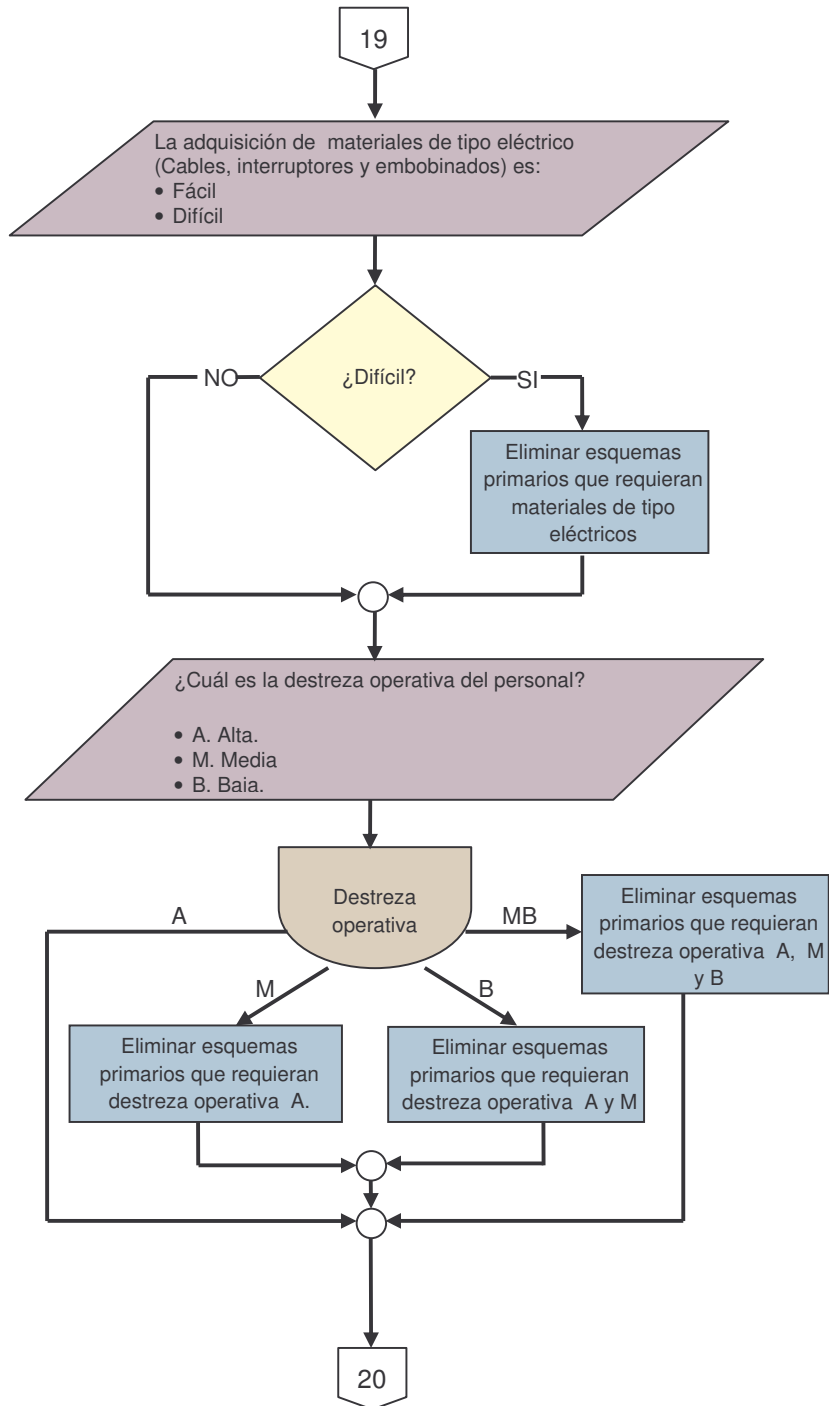 19
La adquisición de materiales de tipo eléctrico
(Cables, interruptores y embobinados) es:
• Fácil
• Difícil
¿Difícil?
NO
SI
Eliminar esquemas
primarios que requieran
materiales de tipo
eléctricos
¿Cuál es la destreza operativa del personal?
• A. Alta.
• M. Media
• B. Baia.
Destreza
operativa
A
MB
Eliminar esquemas
primarios que requieran
destreza operativa A, M
y B
M
B
Eliminar esquemas
primarios que requieran
destreza operativa A.
Eliminar esquemas
primarios que requieran
destreza operativa A y M
20